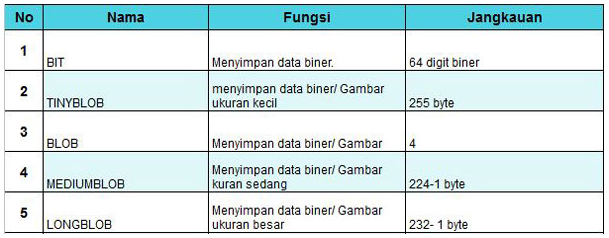 No Nama Fungsi Jangkauan
1 BIT Menyimpan data biner. 64 digit biner
2 TINYBLOB menyimpan data biner/ Gambar ukuran kecil 255 byte
3 BLOB Menyimpan data biner/ Gambar 4
4 MEDIUMBLOB Menyimpan data biner/ Gambar kuran sedang 224-1 byte
5 LONGBLOB Menyimpan data biner/ Gambar ukuran besar 232- 1 byte